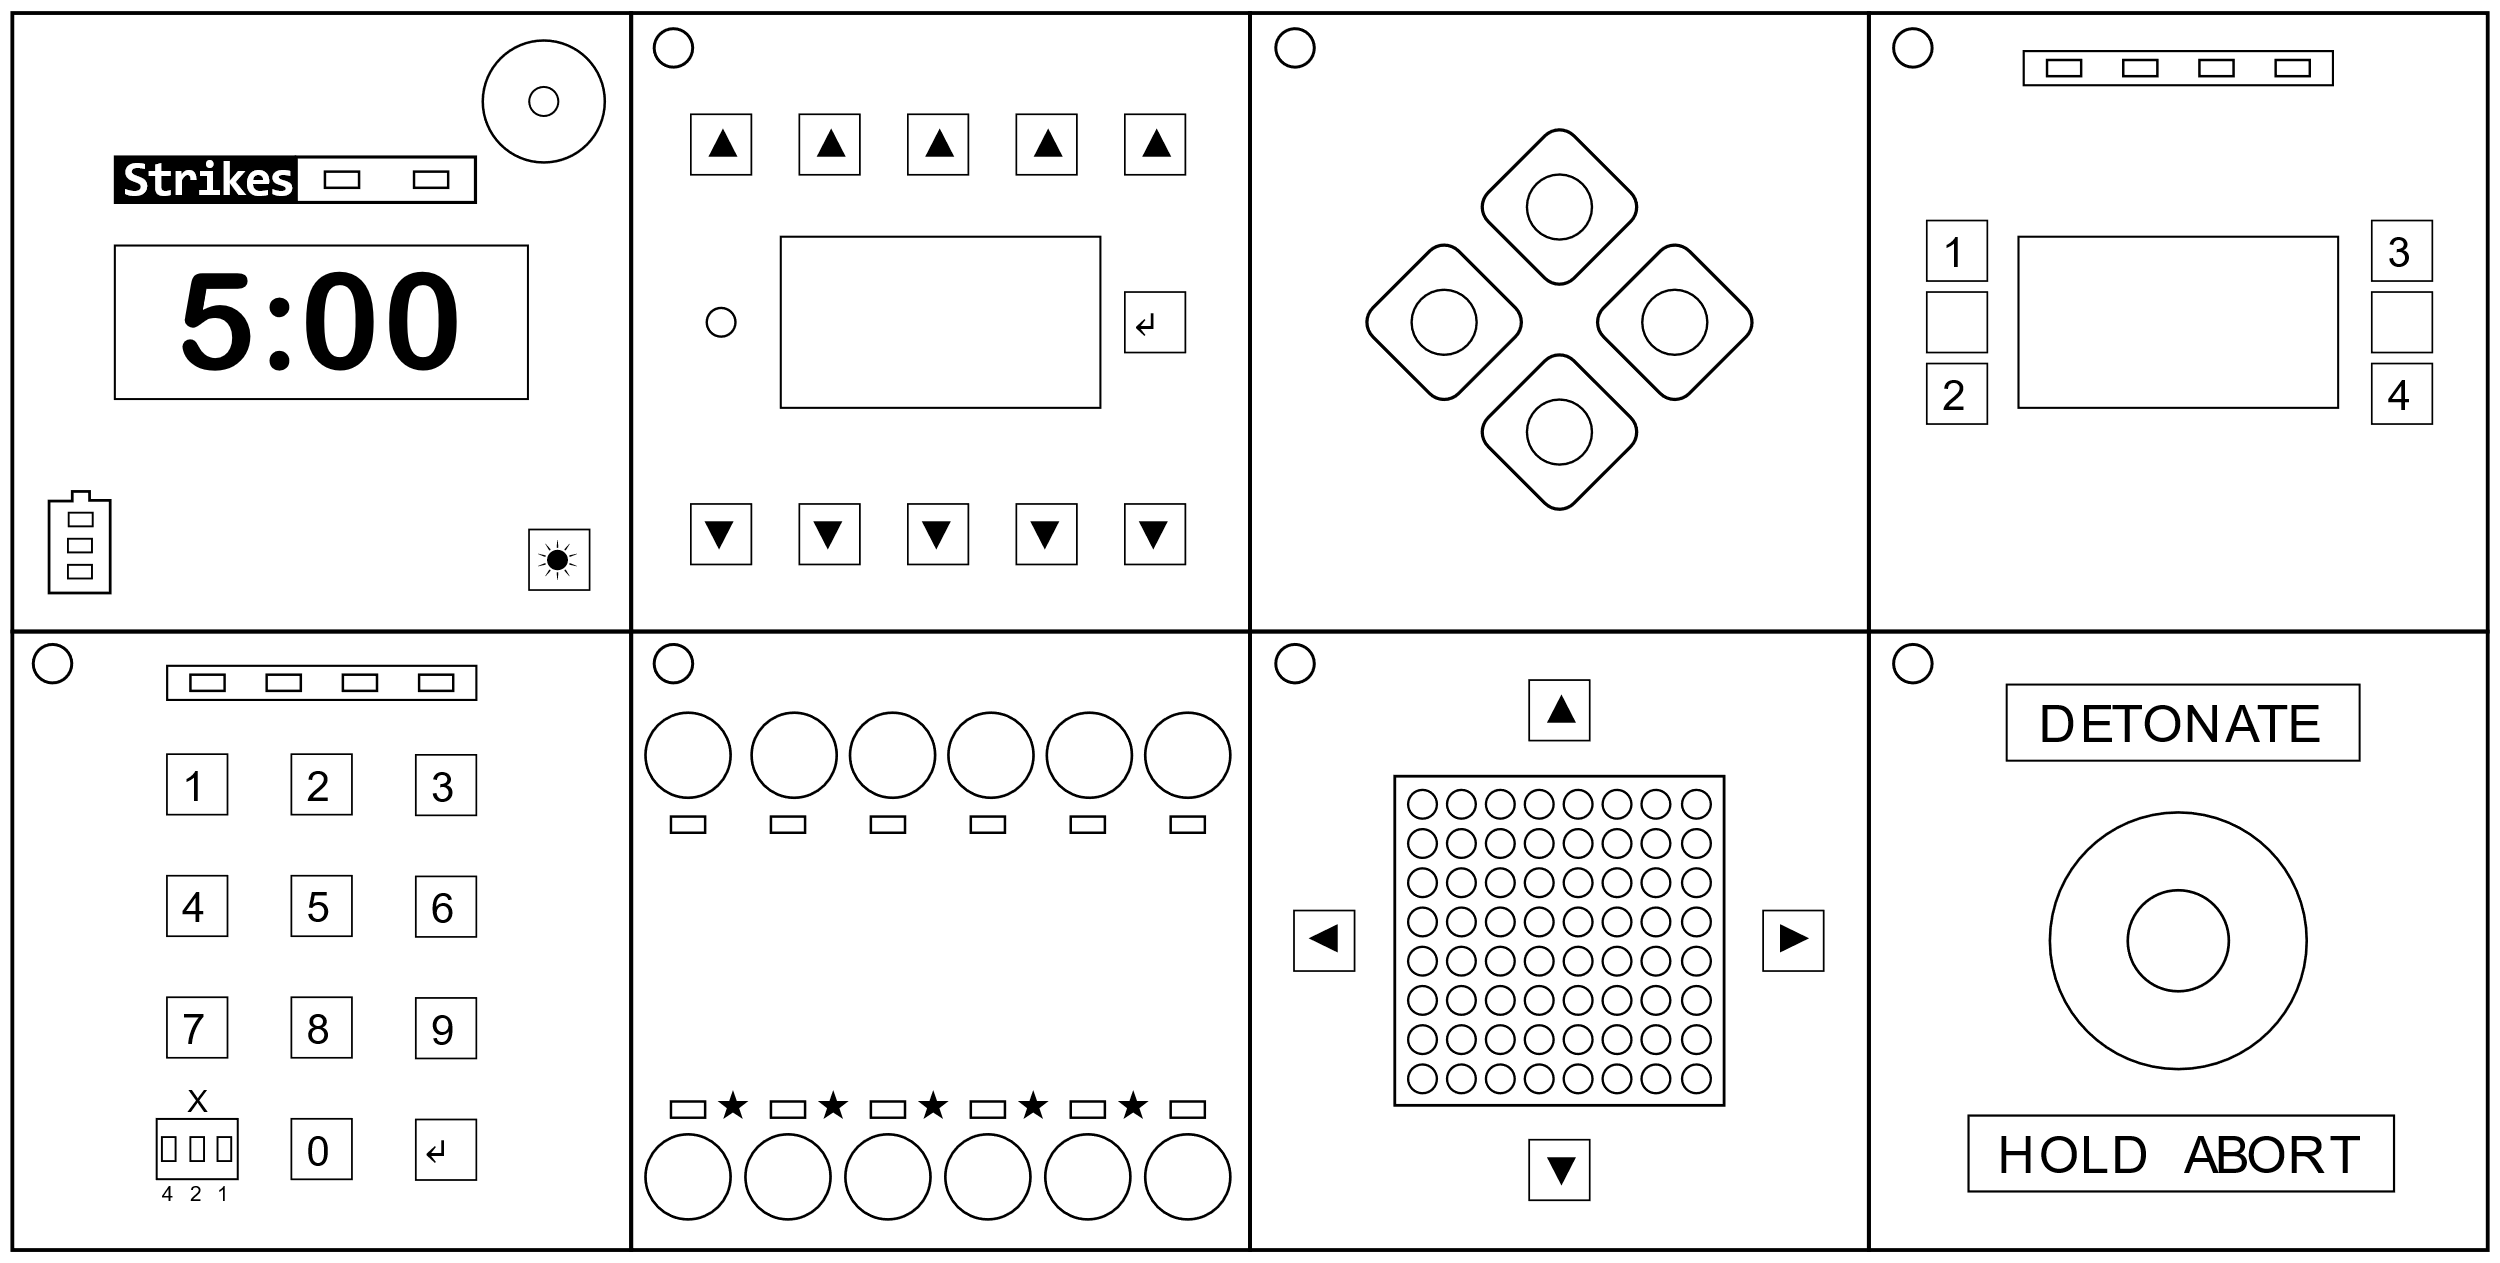 Strikes
5:00
▲ ▲ ▲ ▲ ▲
↲
▼ ▼ ▼ ▼ ▼
1 3
2 4
1 2 3
4 5 6
7 8 9
X
0 ↲
4 2 1
★ ★ ★ ★ ★
▲
◀ ▶
▼
DETONATE
HOLD ABORT